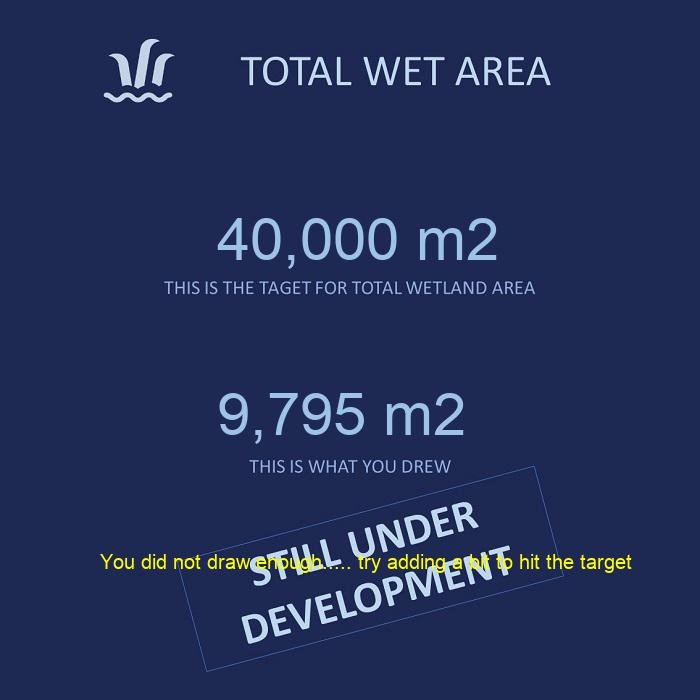 TOTAL WET AREA
40,000 m2
THIS IS THE TAGET FOR TOTAL WETLAND AREA
9,795 m2
THIS IS WHAT YOU DREW
STILL UNDER
You did not draw enough..... try adding a bit to hit the target
DEVELOPMENT